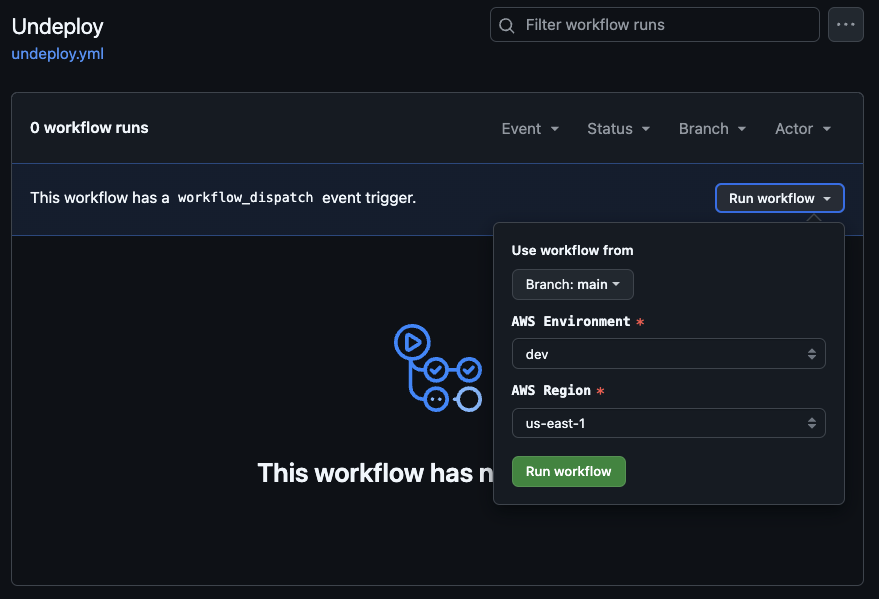 Undeploy
Filter workflow runs
undeploy.yml
0 workflow runs
Event
Status
Branch
Actor
This workflow has a workflow_dispatch event trigger.
Run workflow
Use workflow from
Branch: main
AWS Environment *
dev
AWS Region *
us-east-1
Run workflow
This workflow has n